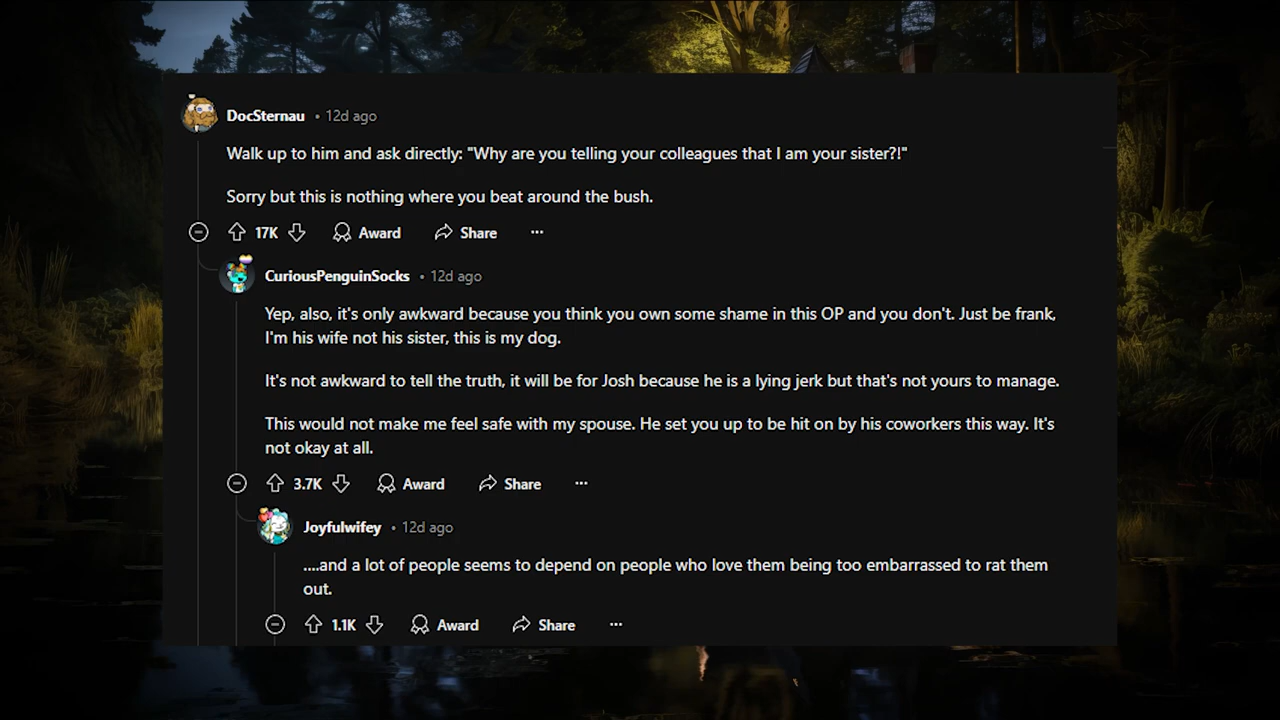 DocSternau • 12d ago
Walk up to him and ask directly: "Why are you telling your colleagues that I am your sister?!"
Sorry but this is nothing where you beat around the bush.
17K Award Share ···
CuriousPenguinSocks • 12d ago
Yep, also, it's only awkward because you think you own some shame in this OP and you don't. Just be frank,
I'm his wife not his sister, this is my dog.
It's not awkward to tell the truth, it will be for Josh because he is a lying jerk but that's not yours to manage.
This would not make me feel safe with my spouse. He set you up to be hit on by his coworkers this way. It's
not okay at all.
3.7K Award Share ···
Joyfulwifey • 12d ago
....and a lot of people seems to depend on people who love them being too embarrassed to rat them
out.
1.1K Award Share ···